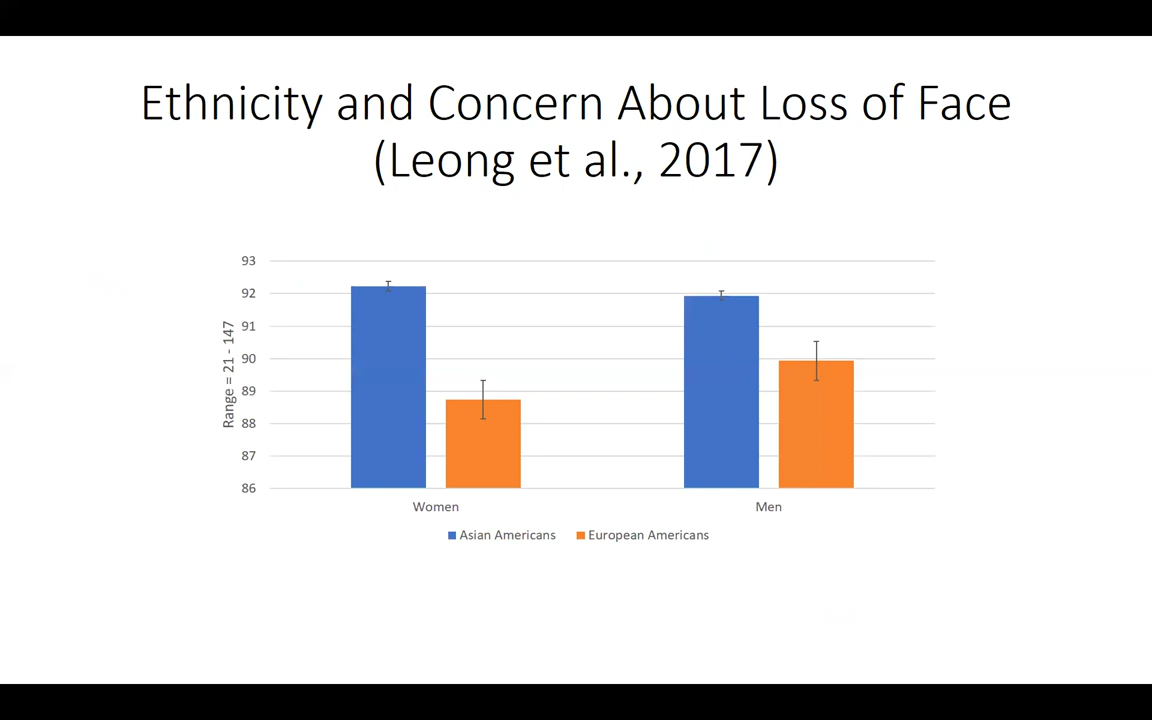 Ethnicity and Concern About Loss of Face
(Leong et al., 2017)
Range = 21 - 147
93
92
91
90
89
88
87
86
Women Men
Asian Americans European Americans